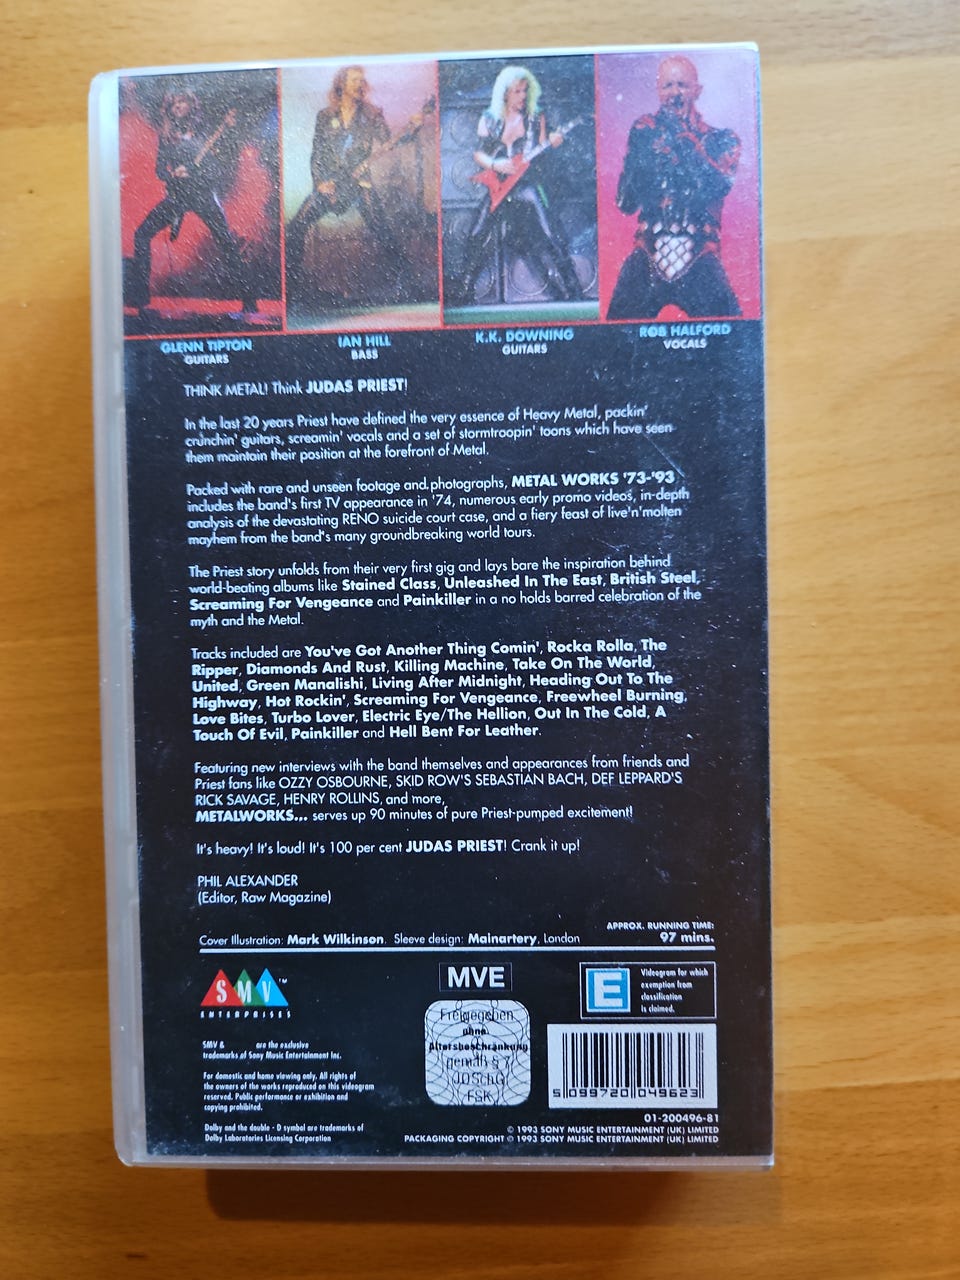 GLENN TIPTON
GUITARS
IAN HILL
BASS
K.K. DOWNING
GUITARS
ROB HALFORD
VOCALS
THINK METAL! Think JUDAS PRIEST!
In the last 20 years Priest have defined the very essence of Heavy Metal, packin'
crunchin' guitars, screamin' vocals and a set of stormtroopin' toons which have seen
them maintain their position at the forefront of Metal.
Packed with rare and unseen footage and photographs, METAL WORKS '73-'93
includes the band's first TV appearance in '74, numerous early promo videos, in-depth
analysis of the devastating RENO suicide court case, and a fiery feast of live'n'molten
mayhem from the band's many groundbreaking world tours.
The Priest story unfolds from their very first gig and lays bare the inspiration behind
world-beating albums like Stained Class, Unleashed In The East, British Steel,
Screaming For Vengeance and Painkiller in a no holds barred celebration of the
myth and the Metal.
Tracks included are You've Got Another Thing Comin', Rocka Rolla, The
Ripper, Diamonds And Rust, Killing Machine, Take On The World,
United, Green Manalishi, Living After Midnight, Heading Out To The
Highway, Hot Rockin', Screaming For Vengeance, Freewheel Burning,
Love Bites, Turbo Lover, Electric Eye/The Hellion, Out In The Cold, A
Touch Of Evil, Painkiller and Hell Bent For Leather.
Featuring new interviews with the band themselves and appearances from friends and
Priest fans like OZZY OSBOURNE, SKID ROW'S SEBASTIAN BACH, DEF LEPPARD'S
RICK SAVAGE, HENRY ROLLINS, and more,
METALWORKS... serves up 90 minutes of pure Priest-pumped excitement!
It's heavy! It's loud! It's 100 per cent JUDAS PRIEST! Crank it up!
PHIL ALEXANDER
(Editor, Raw Magazine)
APPROX. RUNNING TIME:
97 mins.
Cover Illustration: Mark Wilkinson. Sleeve design: Mainartery, London
SMV™
ENTERPRISES
MVE
E
Videogram for which
exemption from
classification
is claimed.
Freigegeben
ohne
Altersbeschränkung
gemäß § 7
JÖSchG
FSK
SMV & are the exclusive
trademarks of Sony Music Entertainment Inc.
For domestic and home viewing only. All rights of
the owners of the works reproduced on this videogram
reserved. Public performance or exhibition and
copying prohibited.
Dolby and the double - D symbol are trademarks of
Dolby Laboratories Licensing Corporation
5 099720 049623
01-200496-81
© 1993 SONY MUSIC ENTERTAINMENT (UK) LIMITED
PACKAGING COPYRIGHT © 1993 SONY MUSIC ENTERTAINMENT (UK) LIMITED